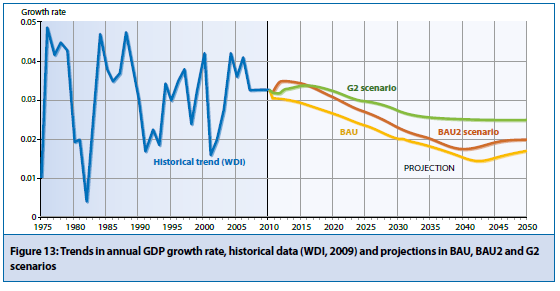 Growth rate
0.05
0.04
0.03
0.02
0.01
0
G2 scenario
BAU
BAU2 scenario
Historical trend (WDI)
PROJECTION
1975 1980 1985 1990 1995 2000 2005 2010 2015 2020 2025 2030 2035 2040 2045 2050
Figure 13: Trends in annual GDP growth rate, historical data (WDI, 2009) and projections in BAU, BAU2 and G2
scenarios